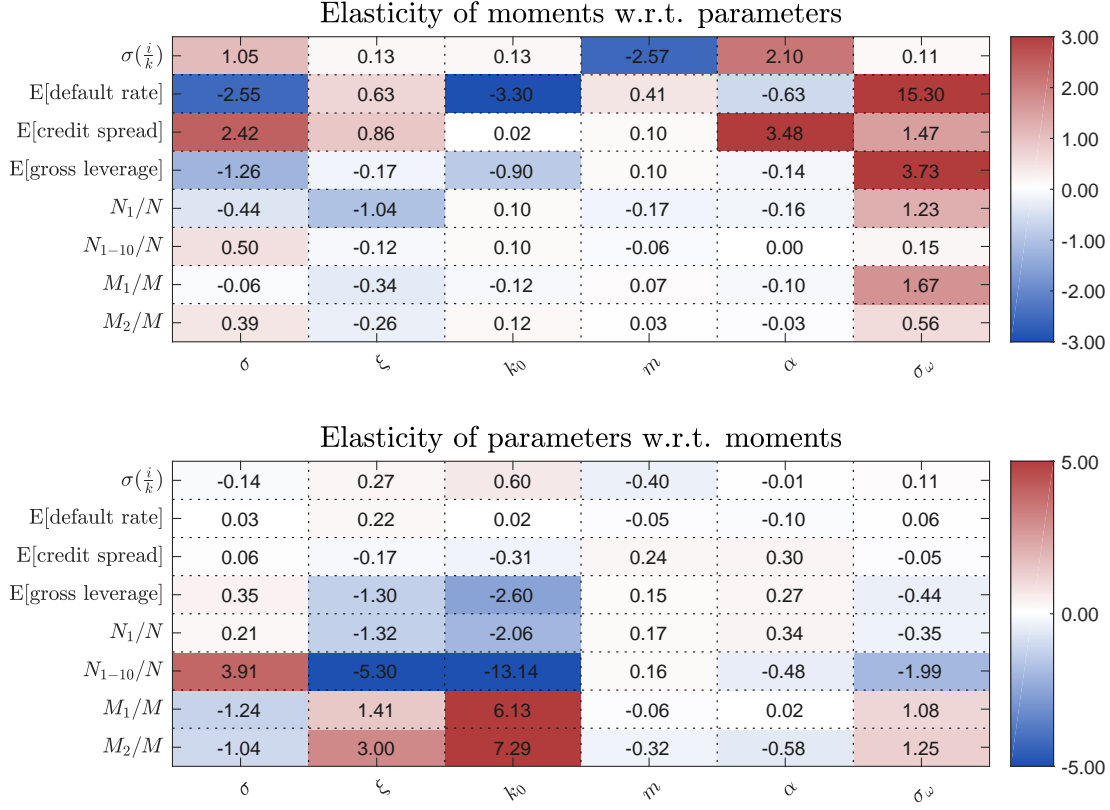 Elasticity of moments w.r.t. parameters
σ(i/k) 1.05 0.13 0.13 -2.57 2.10 0.11
E[default rate] -2.55 0.63 -3.30 0.41 -0.63 15.30
E[credit spread] 2.42 0.86 0.02 0.10 3.48 1.47
E[gross leverage] -1.26 -0.17 -0.90 0.10 -0.14 3.73
N₁/N -0.44 -1.04 0.10 -0.17 -0.16 1.23
N₁₋₁₀/N 0.50 -0.12 0.10 -0.06 0.00 0.15
M₁/M -0.06 -0.34 -0.12 0.07 -0.10 1.67
M₂/M 0.39 -0.26 0.12 0.03 -0.03 0.56
σ ξ k₀ m α σ_ω
3.00
2.00
1.00
0.00
-1.00
-2.00
-3.00
Elasticity of parameters w.r.t. moments
σ(i/k) -0.14 0.27 0.60 -0.40 -0.01 0.11
E[default rate] 0.03 0.22 0.02 -0.05 -0.10 0.06
E[credit spread] 0.06 -0.17 -0.31 0.24 0.30 -0.05
E[gross leverage] 0.35 -1.30 -2.60 0.15 0.27 -0.44
N₁/N 0.21 -1.32 -2.06 0.17 0.34 -0.35
N₁₋₁₀/N 3.91 -5.30 -13.14 0.16 -0.48 -1.99
M₁/M -1.24 1.41 6.13 -0.06 0.02 1.08
M₂/M -1.04 3.00 7.29 -0.32 -0.58 1.25
σ ξ k₀ m α σ_ω
5.00
0.00
-5.00